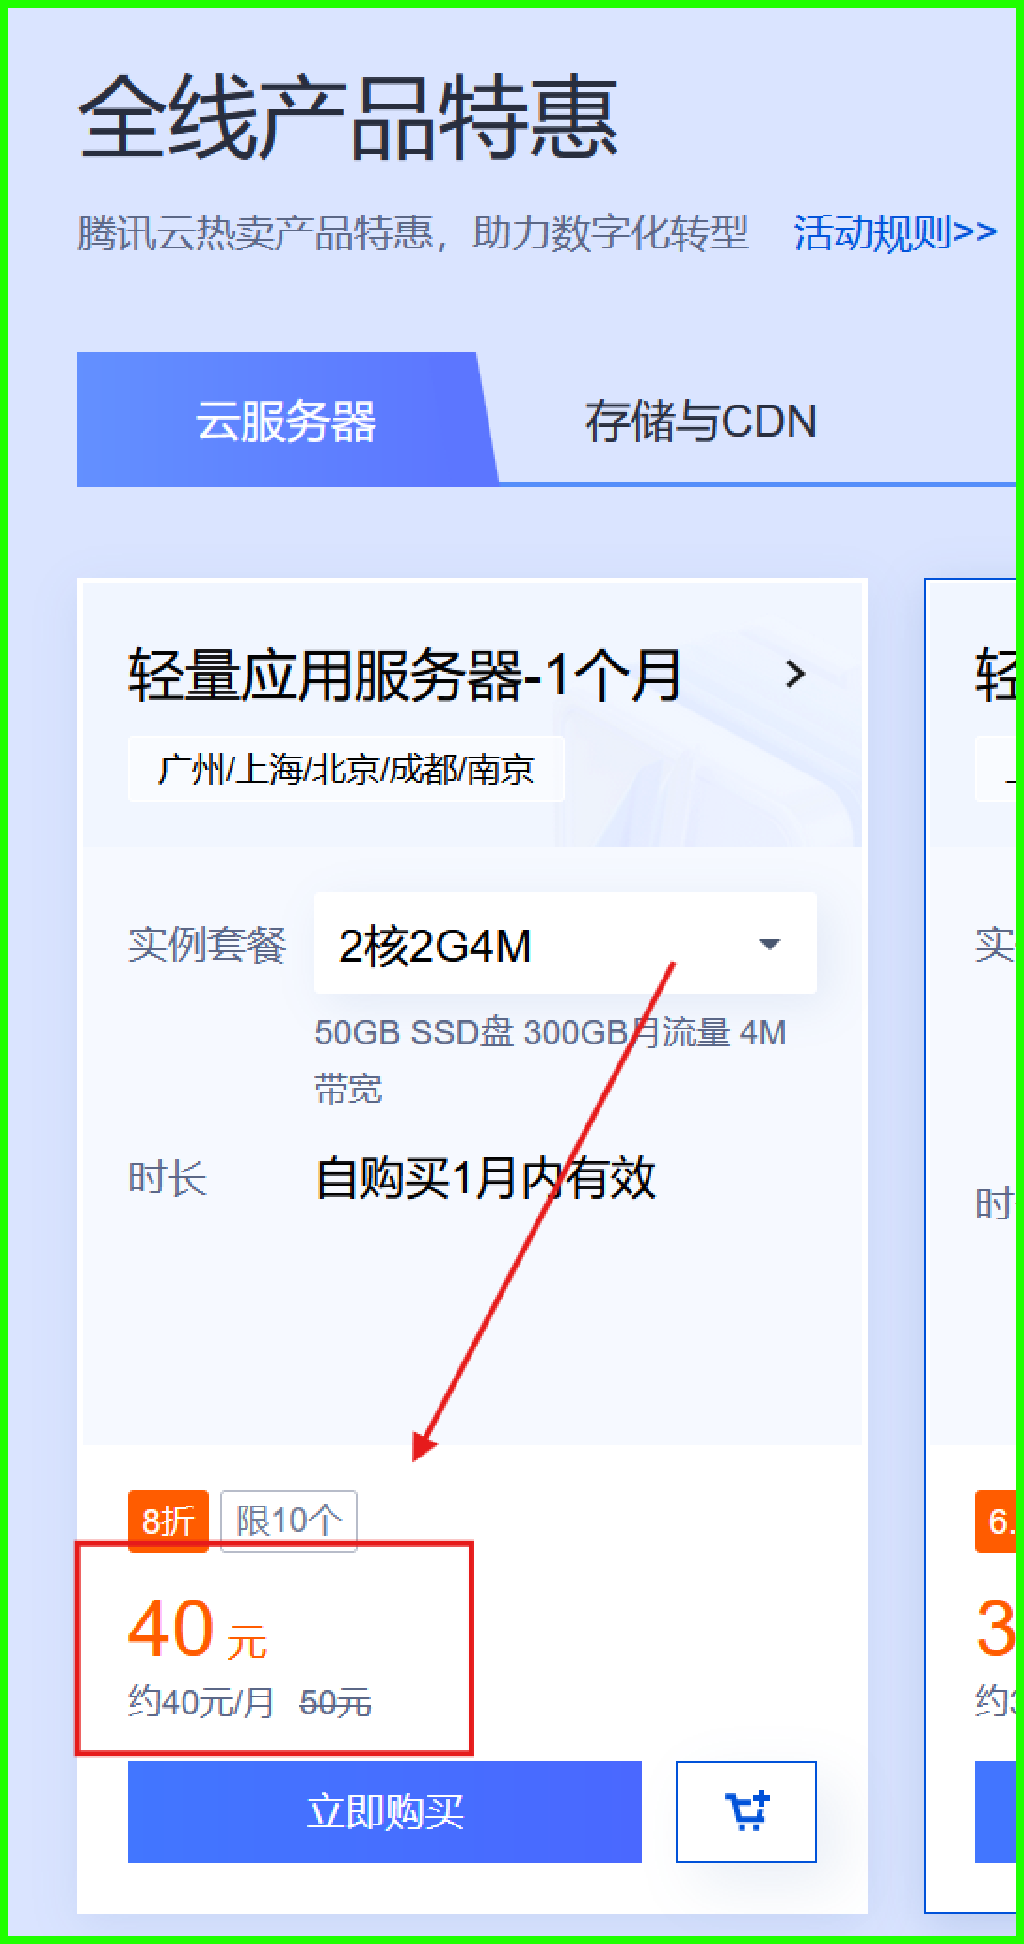 全线产品特惠
腾讯云热卖产品特惠，助力数字化转型 活动规则>>
云服务器 存储与CDN
轻量应用服务器-1个月
广州/上海/北京/成都/南京
实例套餐 2核2G4M
50GB SSD盘 300GB月流量 4M
带宽
时长 自购买1月内有效
8折 限10个
40 元
约40元/月 50元
立即购买
轻
实
时
6.
3
约3